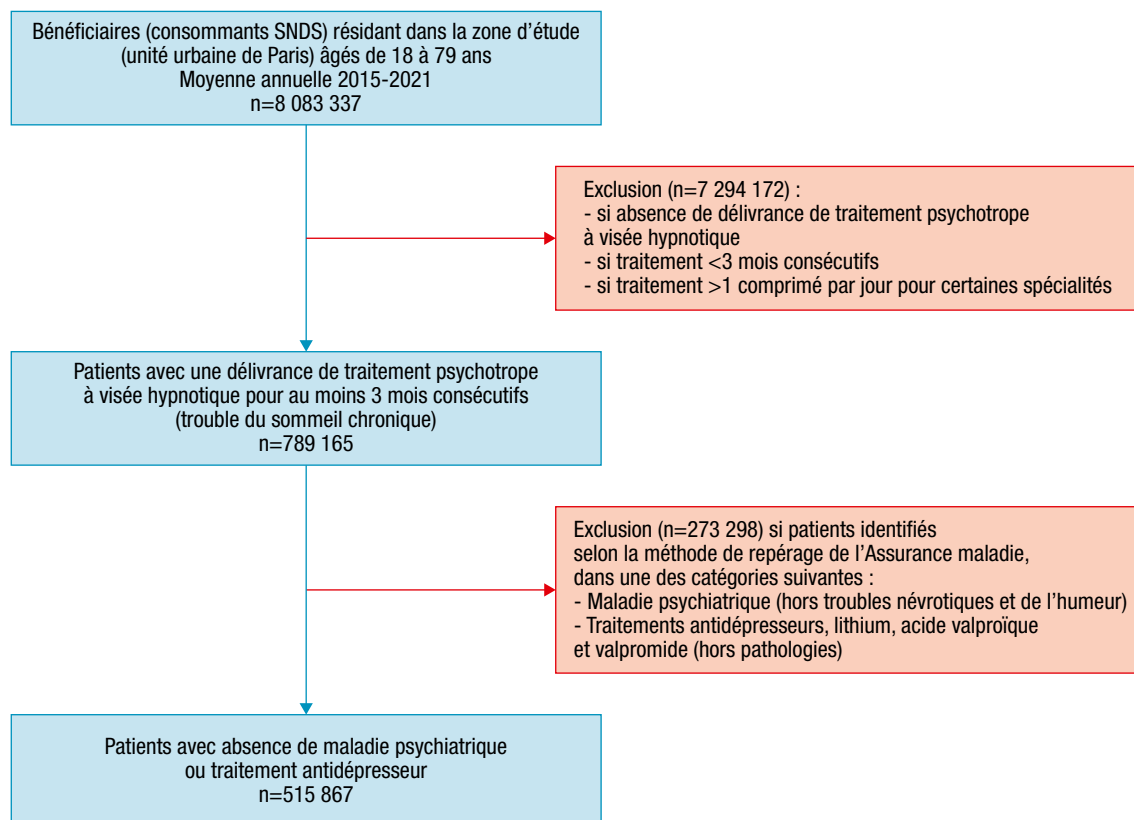 Bénéficiaires (consommants SNDS) résidant dans la zone d’étude
(unité urbaine de Paris) âgés de 18 à 79 ans
Moyenne annuelle 2015-2021
n=8 083 337
Exclusion (n=7 294 172) :
- si absence de délivrance de traitement psychotrope
à visée hypnotique
- si traitement <3 mois consécutifs
- si traitement >1 comprimé par jour pour certaines spécialités
Patients avec une délivrance de traitement psychotrope
à visée hypnotique pour au moins 3 mois consécutifs
(trouble du sommeil chronique)
n=789 165
Exclusion (n=273 298) si patients identifiés
selon la méthode de repérage de l’Assurance maladie,
dans une des catégories suivantes :
- Maladie psychiatrique (hors troubles névrotiques et de l’humeur)
- Traitements antidépresseurs, lithium, acide valproïque
et valpromide (hors pathologies)
Patients avec absence de maladie psychiatrique
ou traitement antidépresseur
n=515 867